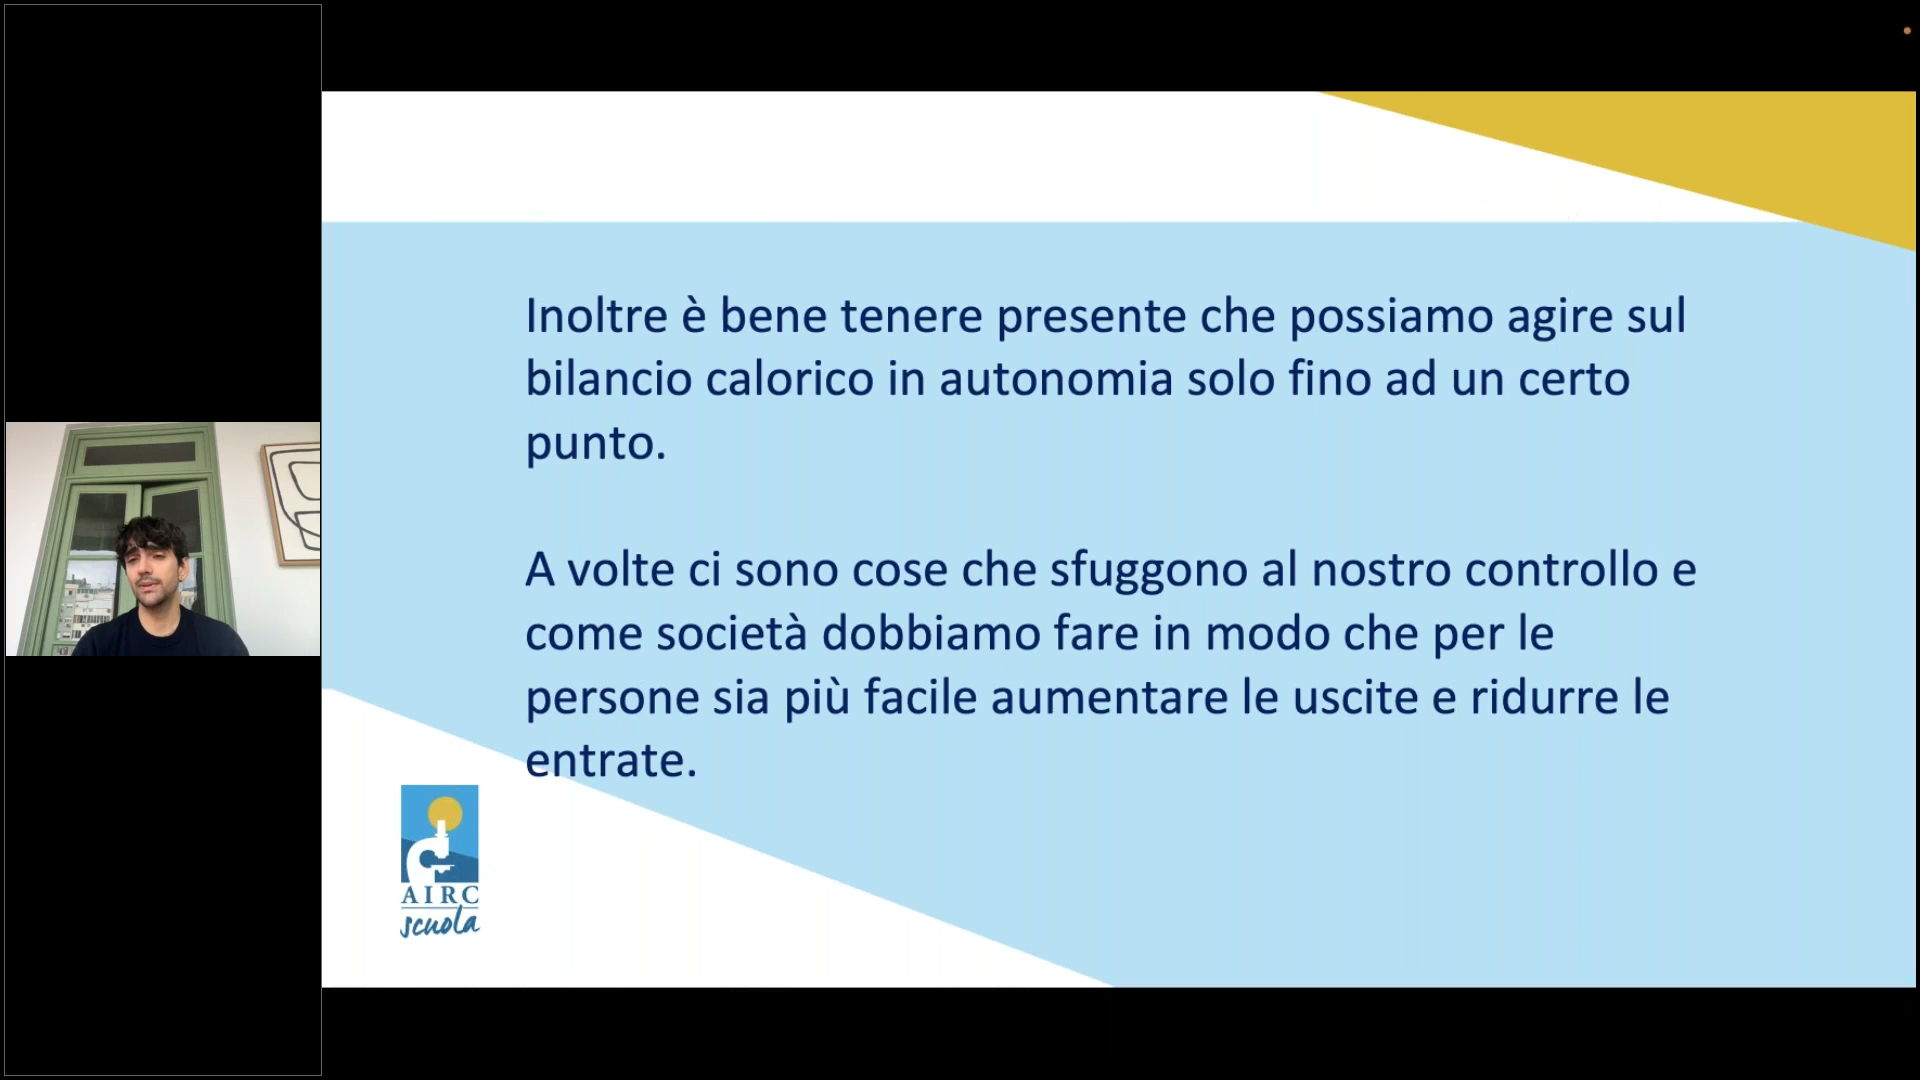 Inoltre è bene tenere presente che possiamo agire sul
bilancio calorico in autonomia solo fino ad un certo
punto.
A volte ci sono cose che sfuggono al nostro controllo e
come società dobbiamo fare in modo che per le
persone sia più facile aumentare le uscite e ridurre le
entrate.
AIRC
scuola